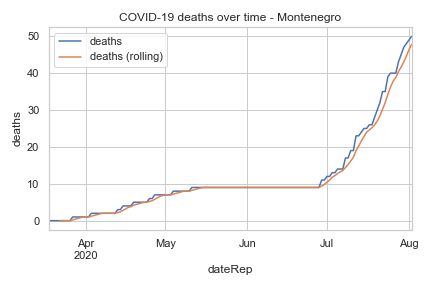 COVID-19 deaths over time - Montenegro
deaths
deaths (rolling)
50
40
30
20
10
0
deaths
Apr
2020
May
Jun
Jul
Aug
dateRep